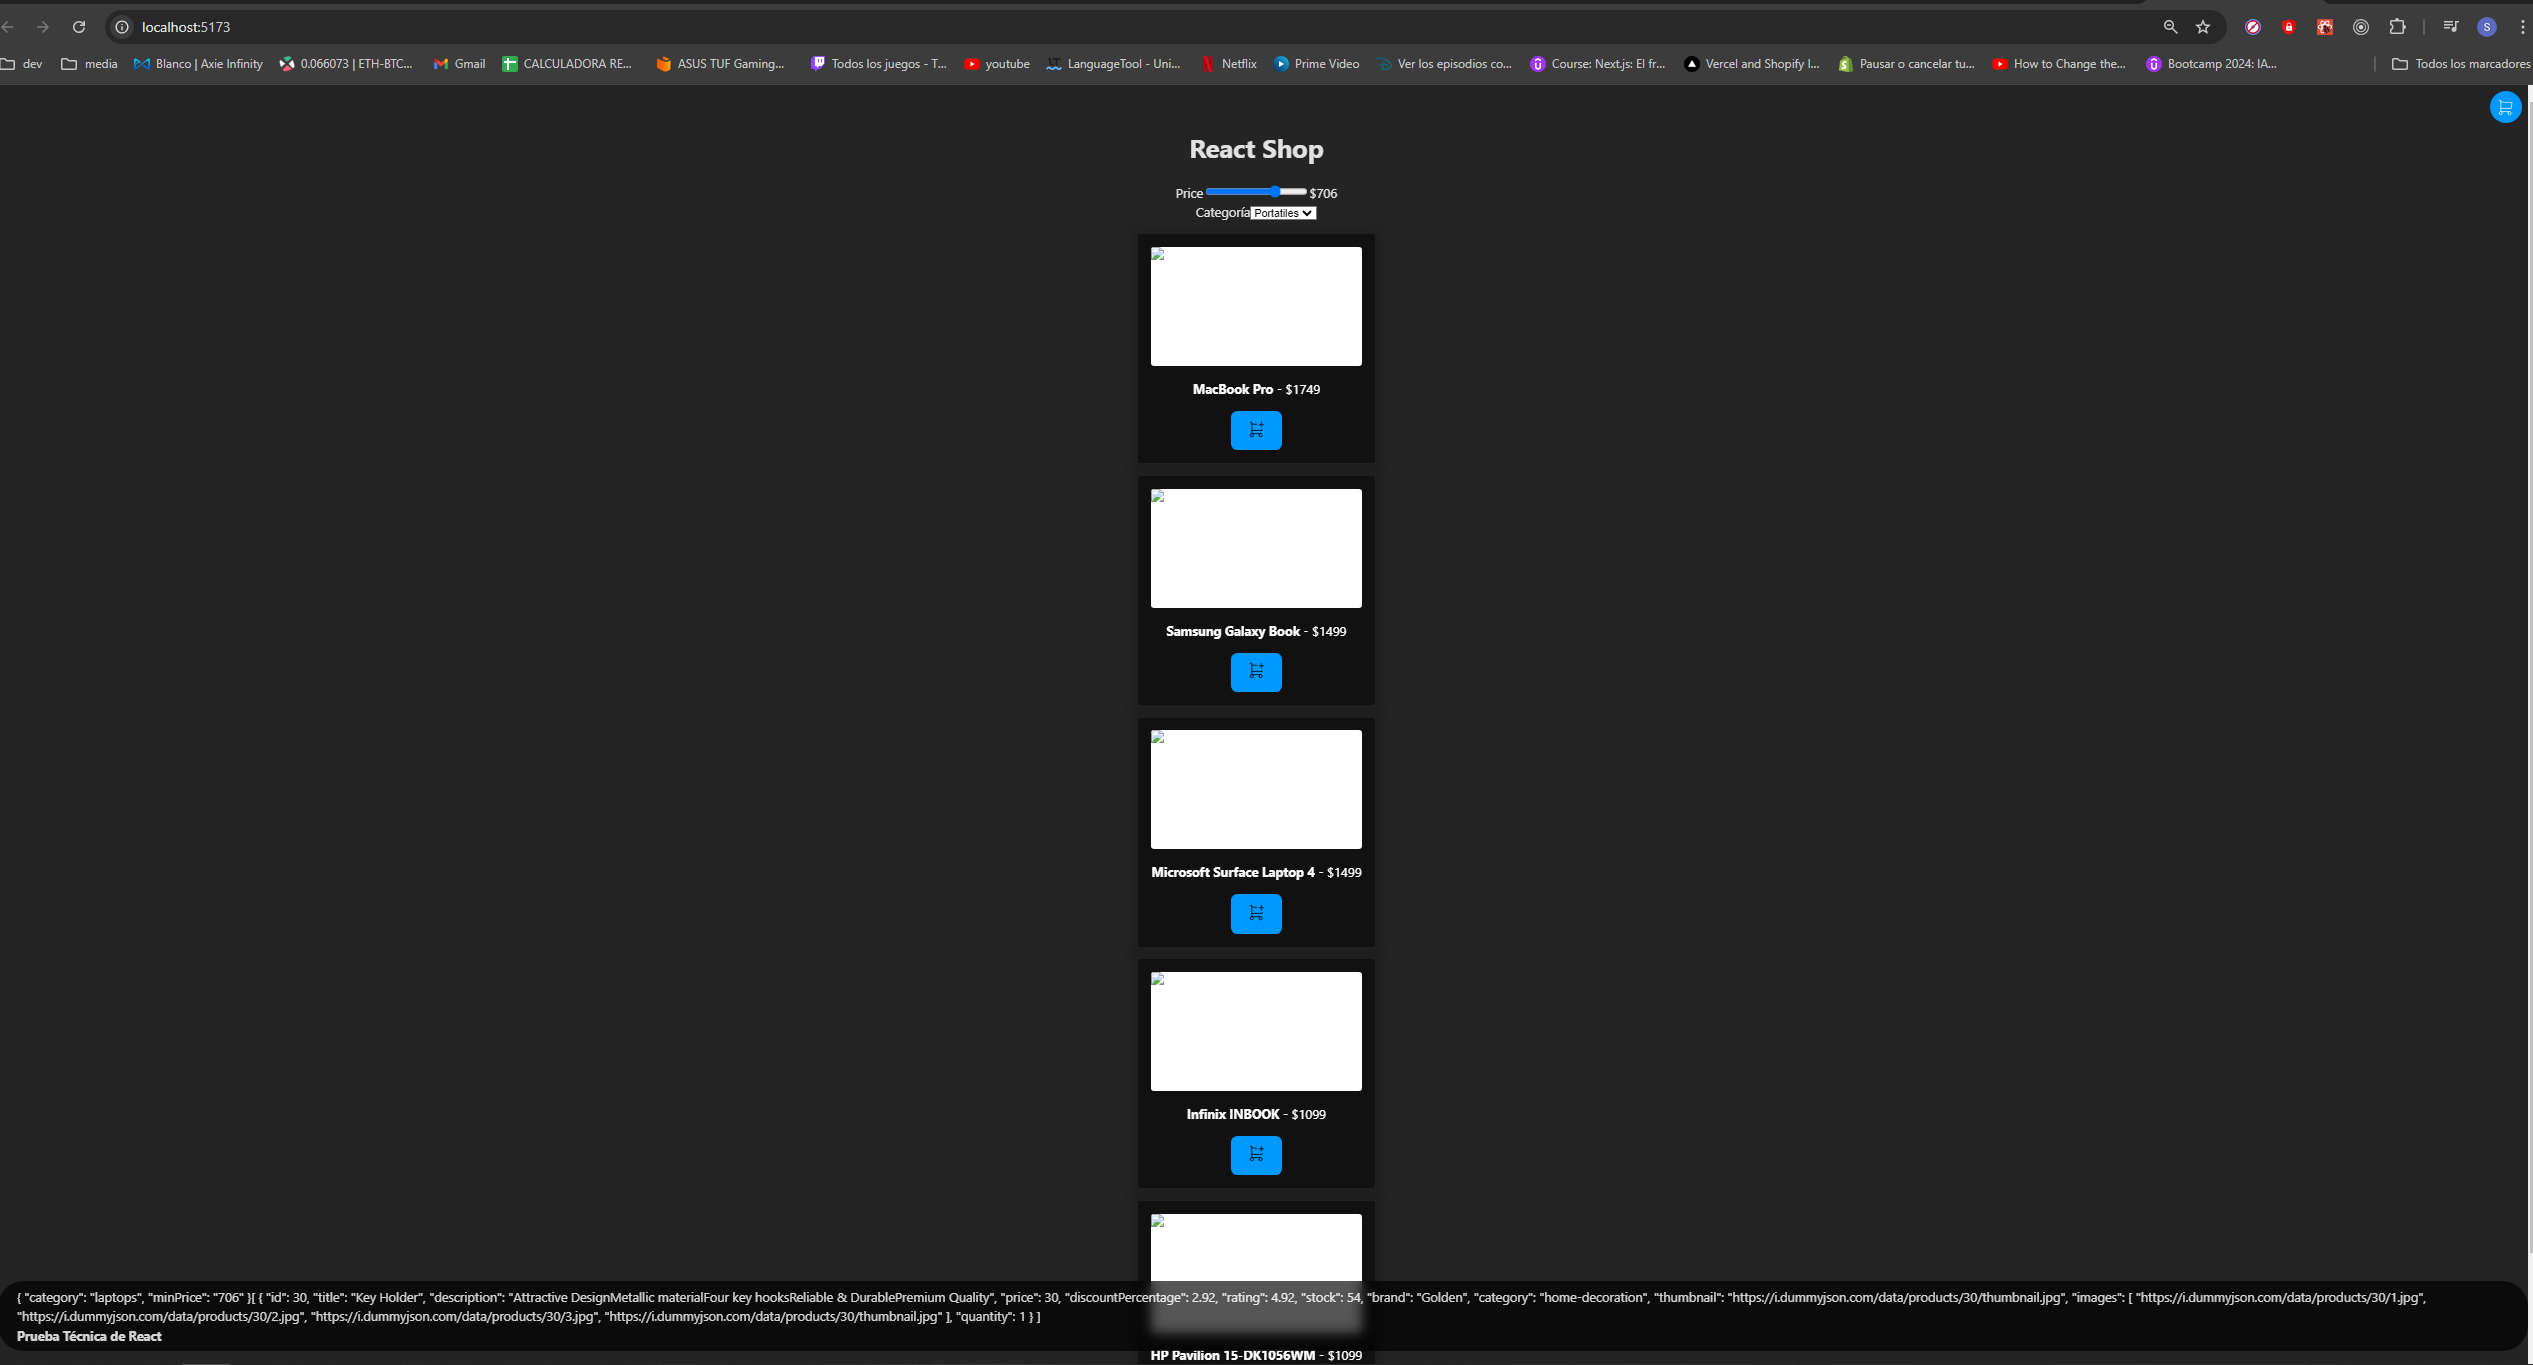 localhost:5173
S
dev media Blanco | Axie Infinity 0.066073 | ETH-BTC... Gmail CALCULADORA RE... ASUS TUF Gaming... Todos los juegos - T... youtube LanguageTool - Uni... Netflix Prime Video Ver los episodios co... Course: Next.js: El fr... Vercel and Shopify I... Pausar o cancelar tu... How to Change the... Bootcamp 2024: IA... Todos los marcadores
React Shop
Price $706
Categoría Portatiles
MacBook Pro - $1749
Samsung Galaxy Book - $1499
Microsoft Surface Laptop 4 - $1499
Infinix INBOOK - $1099
{ "category": "laptops", "minPrice": "706" }[ { "id": 30, "title": "Key Holder", "description": "Attractive DesignMetallic materialFour key hooksReliable & DurablePremium Quality", "price": 30, "discountPercentage": 2.92, "rating": 4.92, "stock": 54, "brand": "Golden", "category": "home-decoration", "thumbnail": "https://i.dummyjson.com/data/products/30/thumbnail.jpg", "images": [ "https://i.dummyjson.com/data/products/30/1.jpg",
"https://i.dummyjson.com/data/products/30/2.jpg", "https://i.dummyjson.com/data/products/30/3.jpg", "https://i.dummyjson.com/data/products/30/thumbnail.jpg" ], "quantity": 1 } ]
Prueba Técnica de React
HP Pavilion 15-DK1056WM - $1099